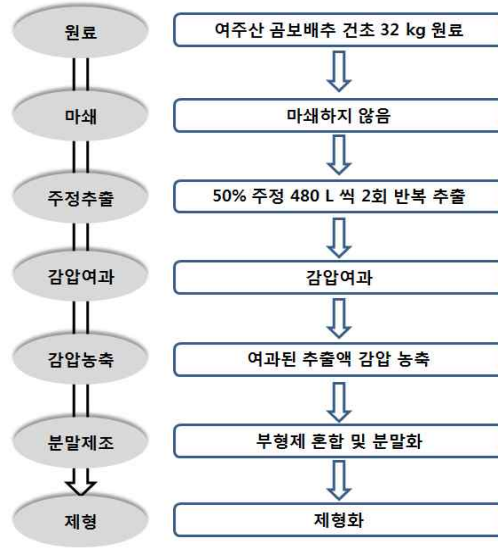 원료
여주산 곰보배추 건초 32 kg 원료
마쇄
마쇄하지 않음
주정추출
50% 주정 480 L 씩 2회 반복 추출
감압여과
감압여과
감압농축
여과된 추출액 감압 농축
분말제조
부형제 혼합 및 분말화
제형
제형화